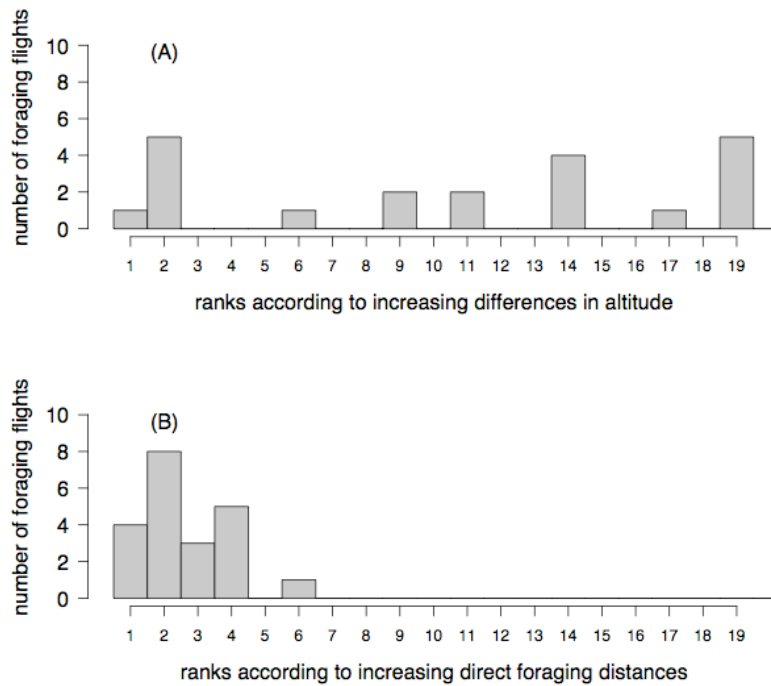 (A)
number of foraging flights
10
8
6
4
2
0
1 2 3 4 5 6 7 8 9 10 11 12 13 14 15 16 17 18 19
ranks according to increasing differences in altitude
(B)
number of foraging flights
10
8
6
4
2
0
1 2 3 4 5 6 7 8 9 10 11 12 13 14 15 16 17 18 19
ranks according to increasing direct foraging distances